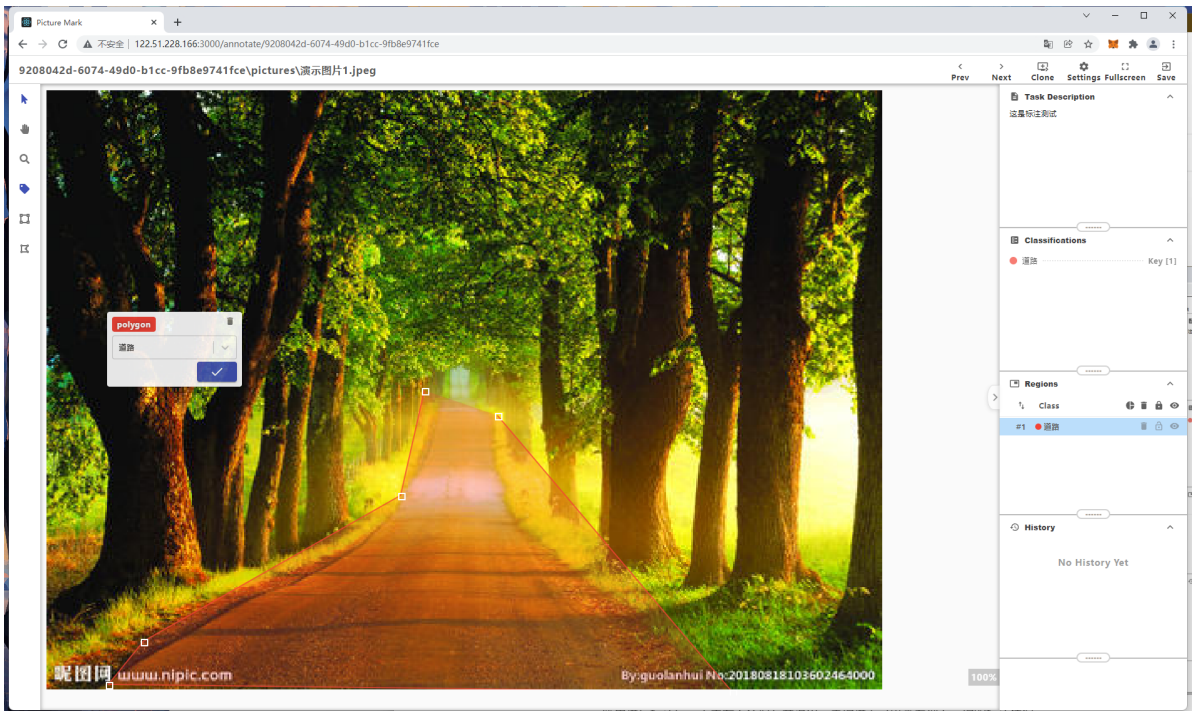 Picture Mark
不安全 122.51.228.166:3000/annotate/9208042d-6074-49d0-b1cc-9fb8e9741fce
9208042d-6074-49d0-b1cc-9fb8e9741fce\pictures\演示图片1.jpeg
Prev Next Clone Settings Fullscreen Save
Task Description
这是标注测试
Classifications
道路 Key [1]
polygon
道路
Regions
Class
#1 道路
History
No History Yet
昵图网 www.nipic.com
By:guolanhui No:20180818103602464000
100%